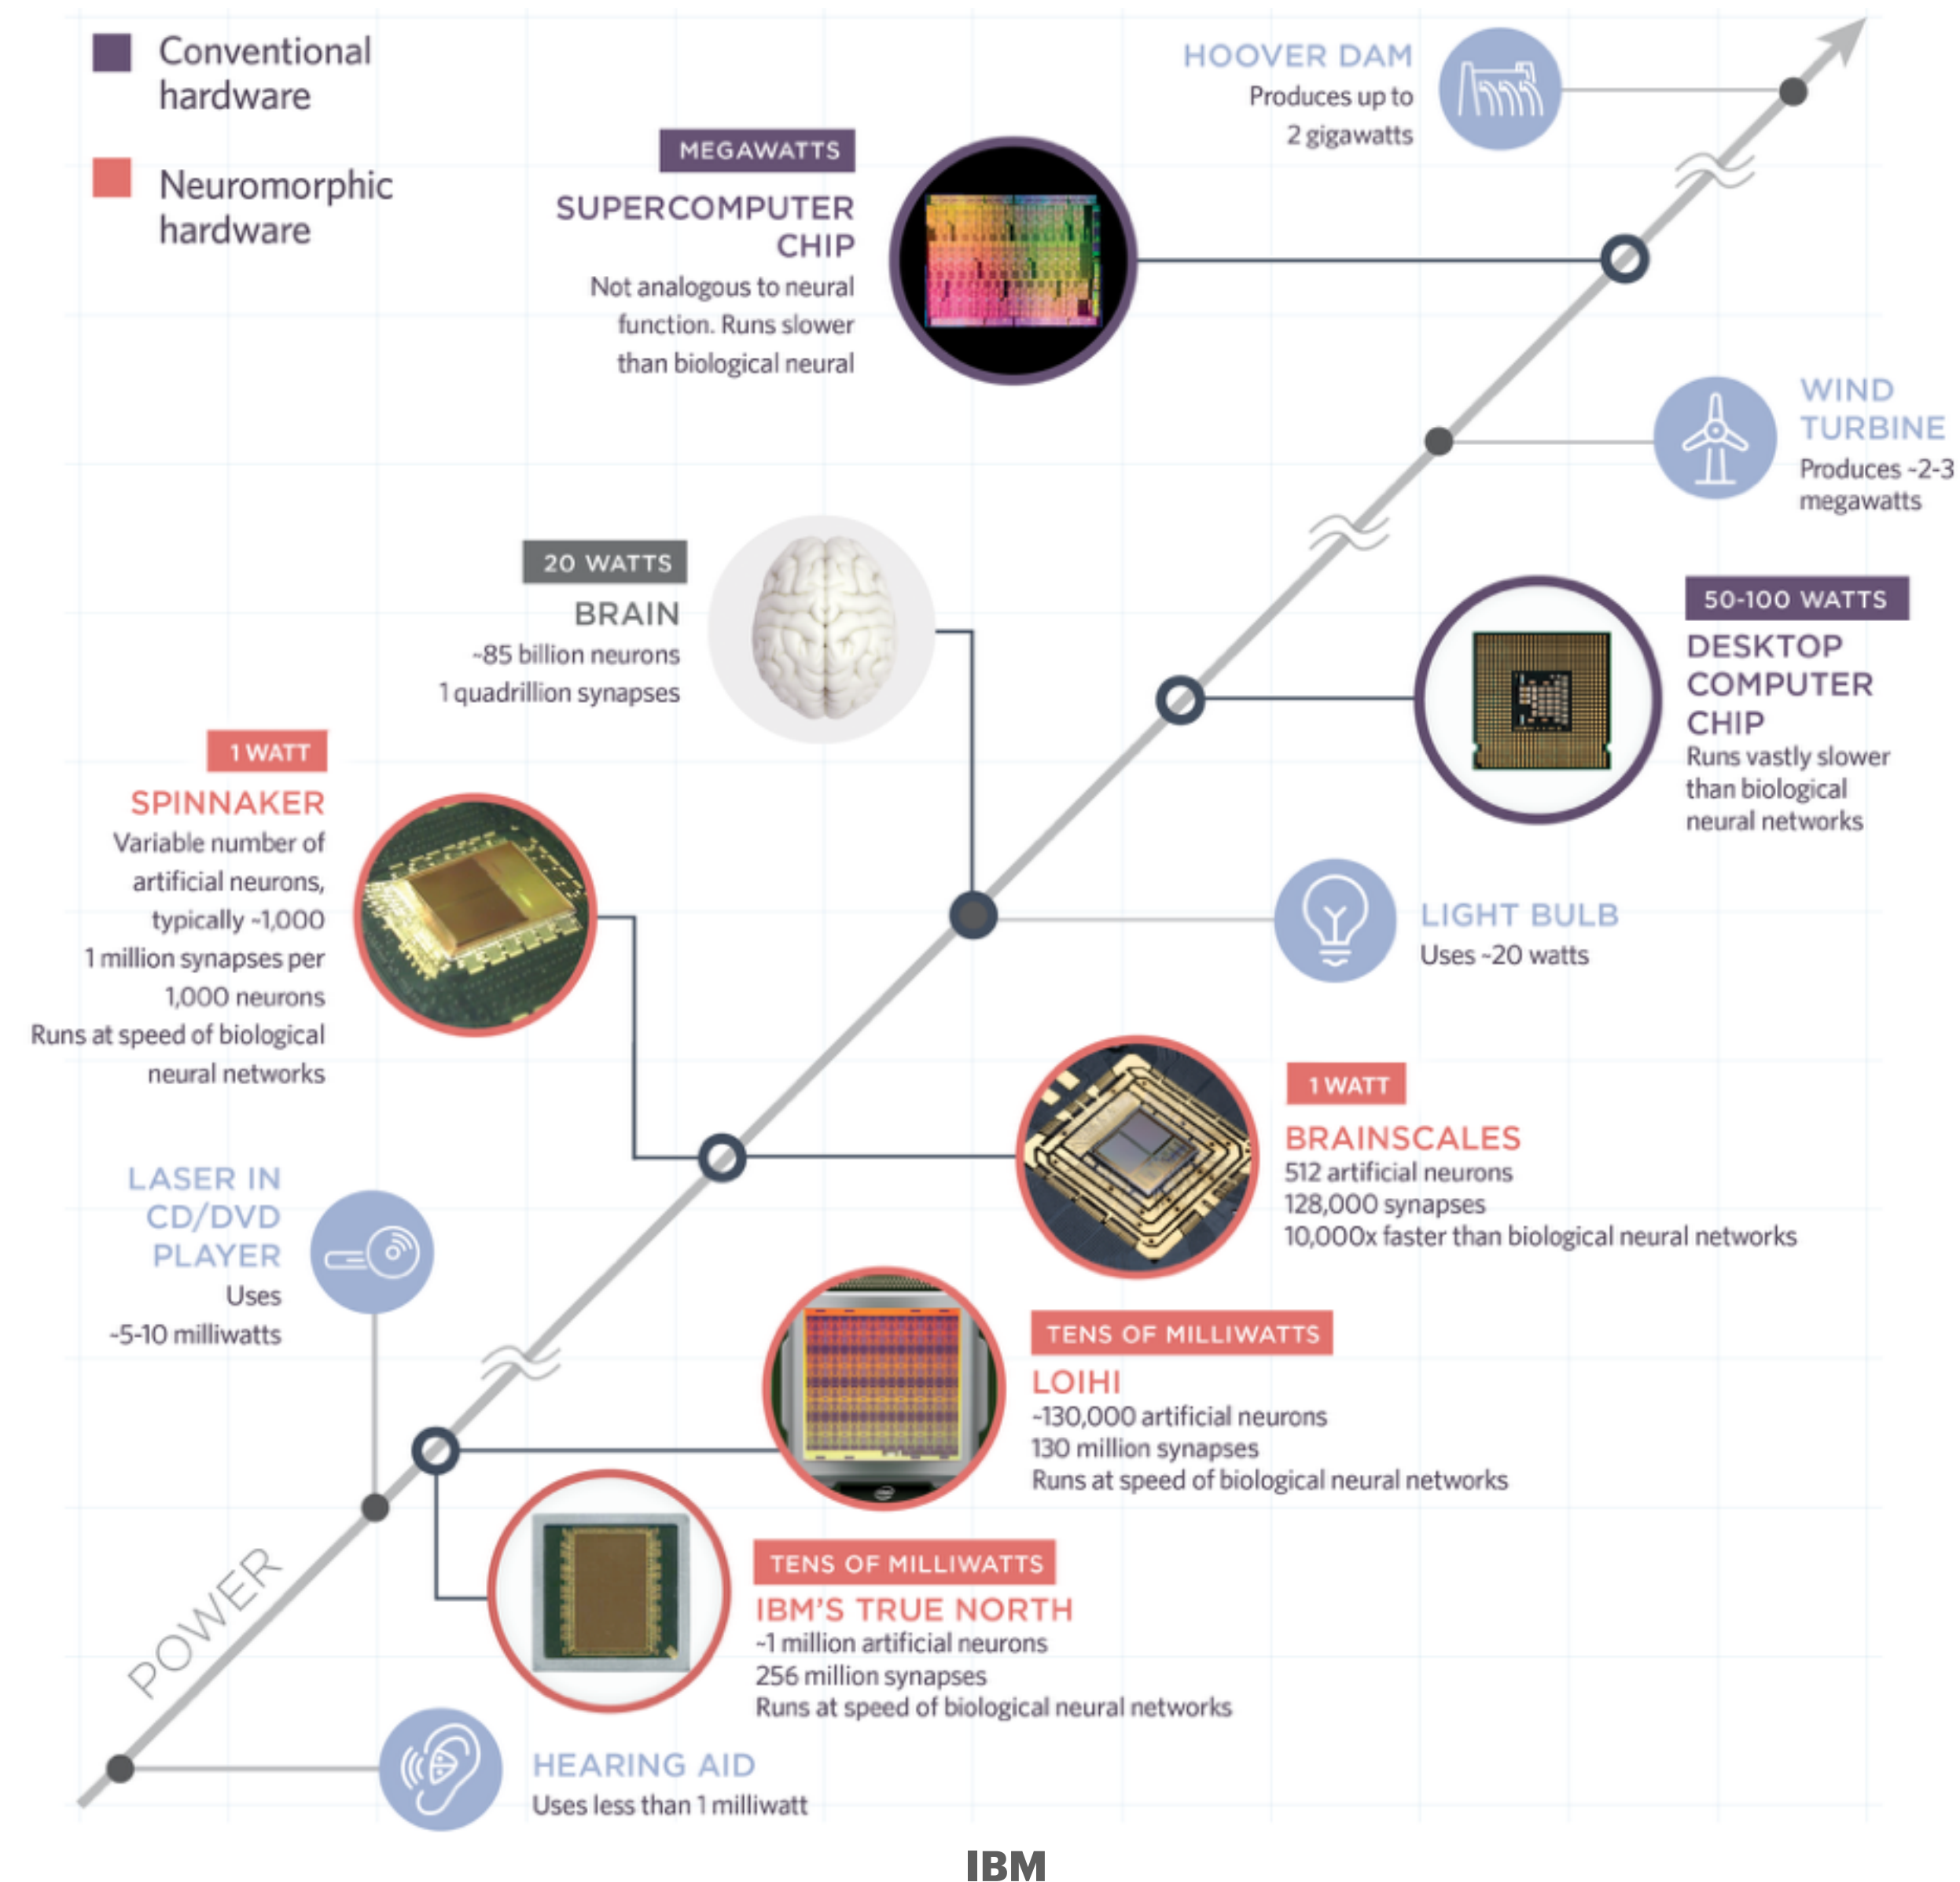 Conventional
hardware
Neuromorphic
hardware
HOOVER DAM
Produces up to
2 gigawatts
MEGAWATTS
SUPERCOMPUTER
CHIP
Not analogous to neural
function. Runs slower
than biological neural
WIND
TURBINE
Produces ~2-3
megawatts
20 WATTS
BRAIN
~85 billion neurons
1 quadrillion synapses
50-100 WATTS
DESKTOP
COMPUTER
CHIP
Runs vastly slower
than biological
neural networks
1 WATT
SPINNAKER
Variable number of
artificial neurons,
typically ~1,000
1 million synapses per
1,000 neurons
Runs at speed of biological
neural networks
LIGHT BULB
Uses ~20 watts
1 WATT
BRAINSCALES
512 artificial neurons
128,000 synapses
10,000x faster than biological neural networks
LASER IN
CD/DVD
PLAYER
Uses
~5-10 milliwatts
TENS OF MILLIWATTS
LOIHI
~130,000 artificial neurons
130 million synapses
Runs at speed of biological neural networks
TENS OF MILLIWATTS
IBM'S TRUE NORTH
~1 million artificial neurons
256 million synapses
Runs at speed of biological neural networks
POWER
HEARING AID
Uses less than 1 milliwatt
IBM